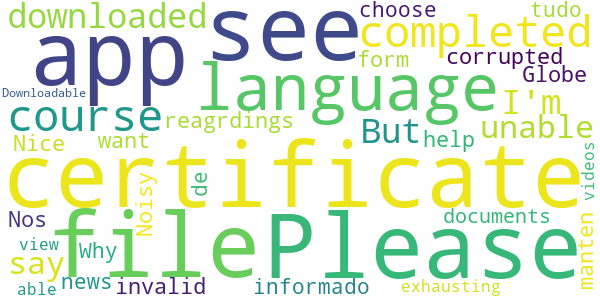 downloaded see choose tudo
app completed
form corrupted
Downloadable language Globe
course reagrdings But I'm
unable
Nice want help
certificate
de Noisy videos
Nos file Please documents
view Why manten
say
able news invalid informado exhausting